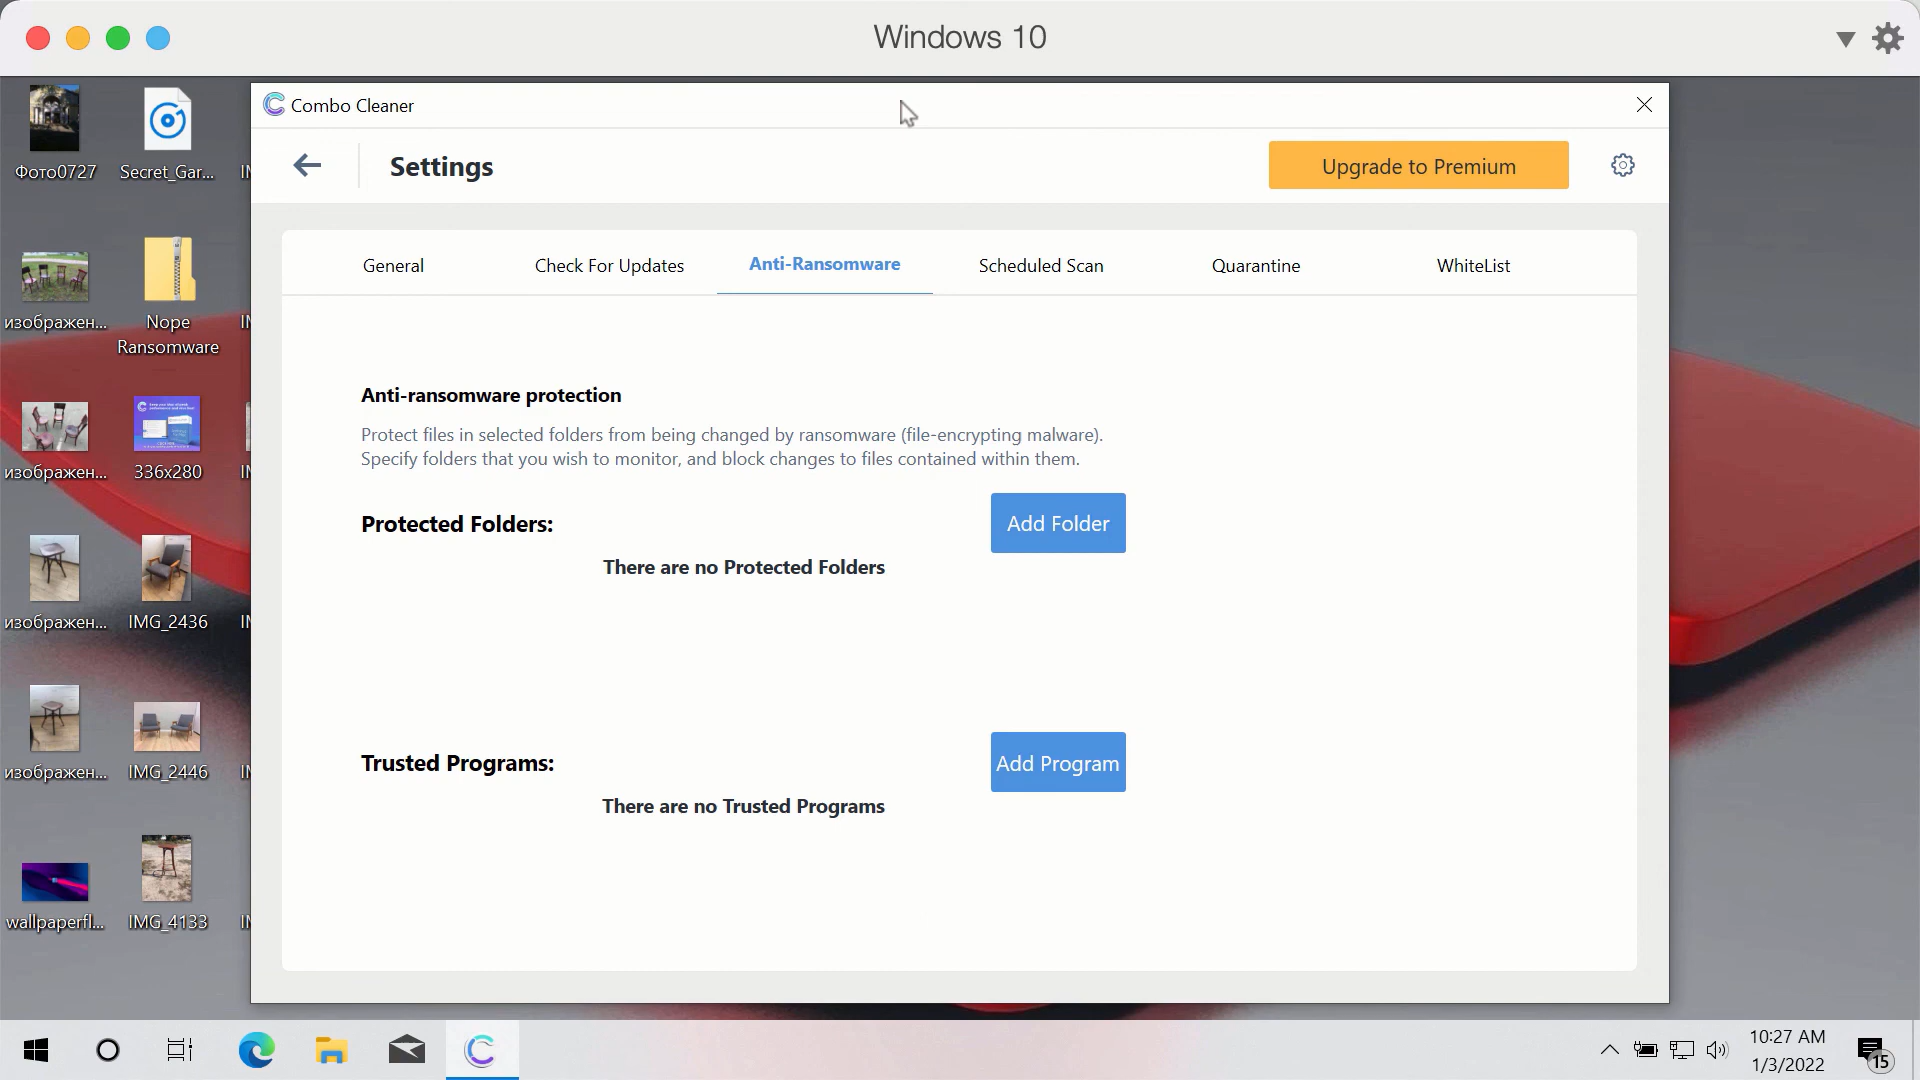 Windows 10
Combo Cleaner
Settings
Upgrade to Premium
General
Check For Updates
Anti-Ransomware
Scheduled Scan
Quarantine
WhiteList
Anti-ransomware protection
Protect files in selected folders from being changed by ransomware (file-encrypting malware).
Specify folders that you wish to monitor, and block changes to files contained within them.
Protected Folders:
Add Folder
There are no Protected Folders
Trusted Programs:
Add Program
There are no Trusted Programs
Фото0727
Secret_Gar...
изображен...
Nope
Ransomware
изображен...
336x280
изображен...
IMG_2436
изображен...
IMG_2446
wallpaperfl...
IMG_4133
10:27 AM
1/3/2022
15